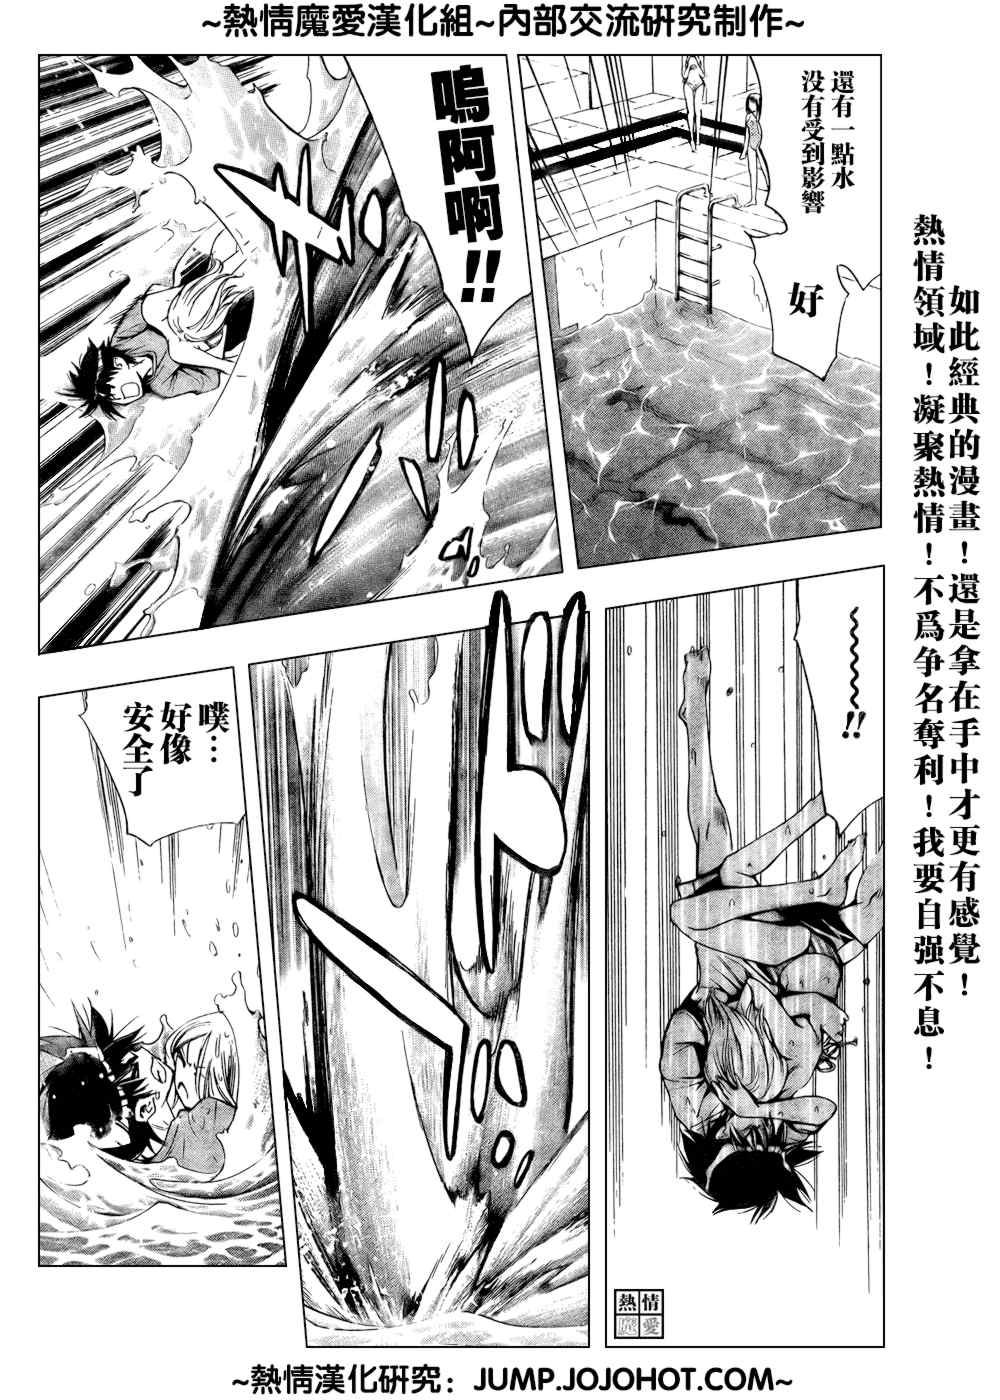 ~熱情魔愛漢化組~內部交流研究制作~
還有一點水
没有受到影響
好
嗚阿啊!!
~~!!
噗…
好像
安全了
如此經典的漫畫！還是拿在手中才更有感覺！
熱情領域！凝聚熱情！不爲争名奪利！我要自强不息！
熱情
魔愛
~熱情漢化研究：JUMP.JOJOHOT.COM~